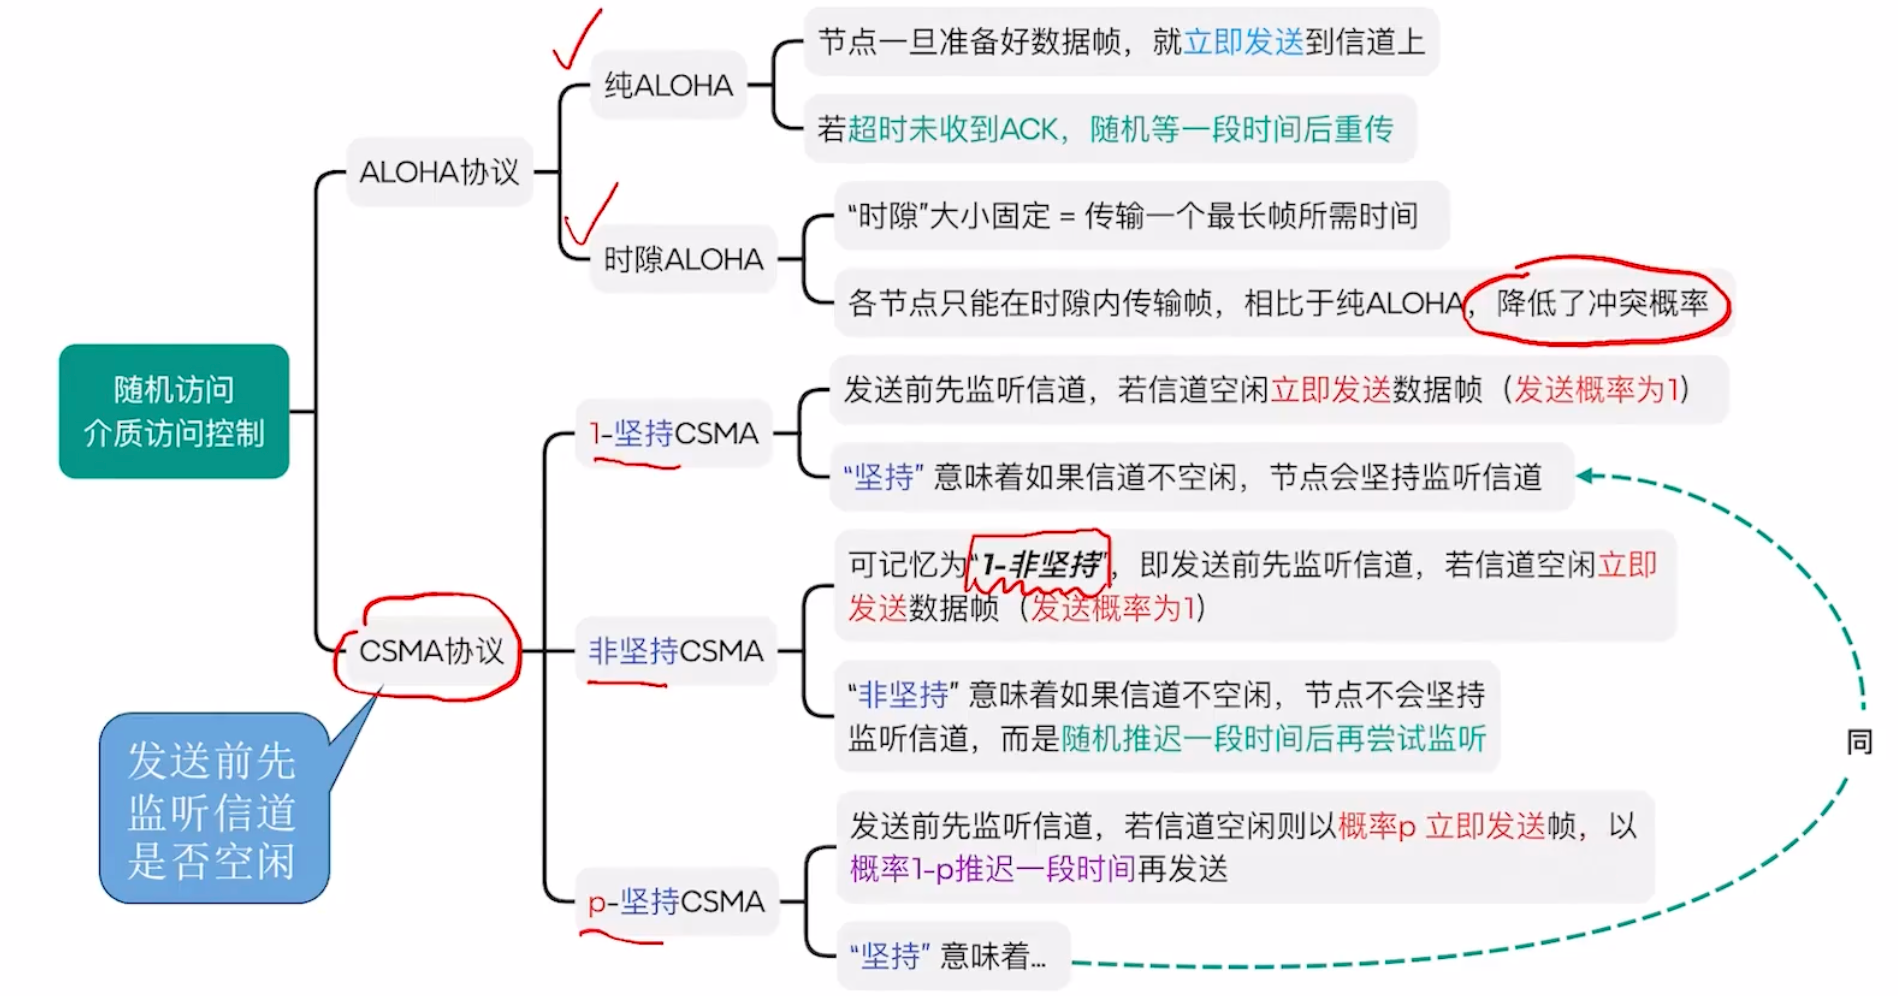 节点一旦准备好数据帧，就立即发送到信道上
纯ALOHA
若超时未收到ACK，随机等一段时间后重传
ALOHA协议
“时隙”大小固定 = 传输一个最长帧所需时间
时隙ALOHA
各节点只能在时隙内传输帧，相比于纯ALOHA，降低了冲突概率
随机访问
介质访问控制
发送前先监听信道，若信道空闲立即发送数据帧（发送概率为1）
1-坚持CSMA
“坚持” 意味着如果信道不空闲，节点会坚持监听信道
可记忆为“1-非坚持”，即发送前先监听信道，若信道空闲立即
发送数据帧（发送概率为1）
CSMA协议
非坚持CSMA
“非坚持” 意味着如果信道不空闲，节点不会坚持
监听信道，而是随机推迟一段时间后再尝试监听
同
发送前先
监听信道
是否空闲
发送前先监听信道，若信道空闲则以概率p 立即发送帧，以
概率1-p推迟一段时间再发送
p-坚持CSMA
“坚持” 意味着...